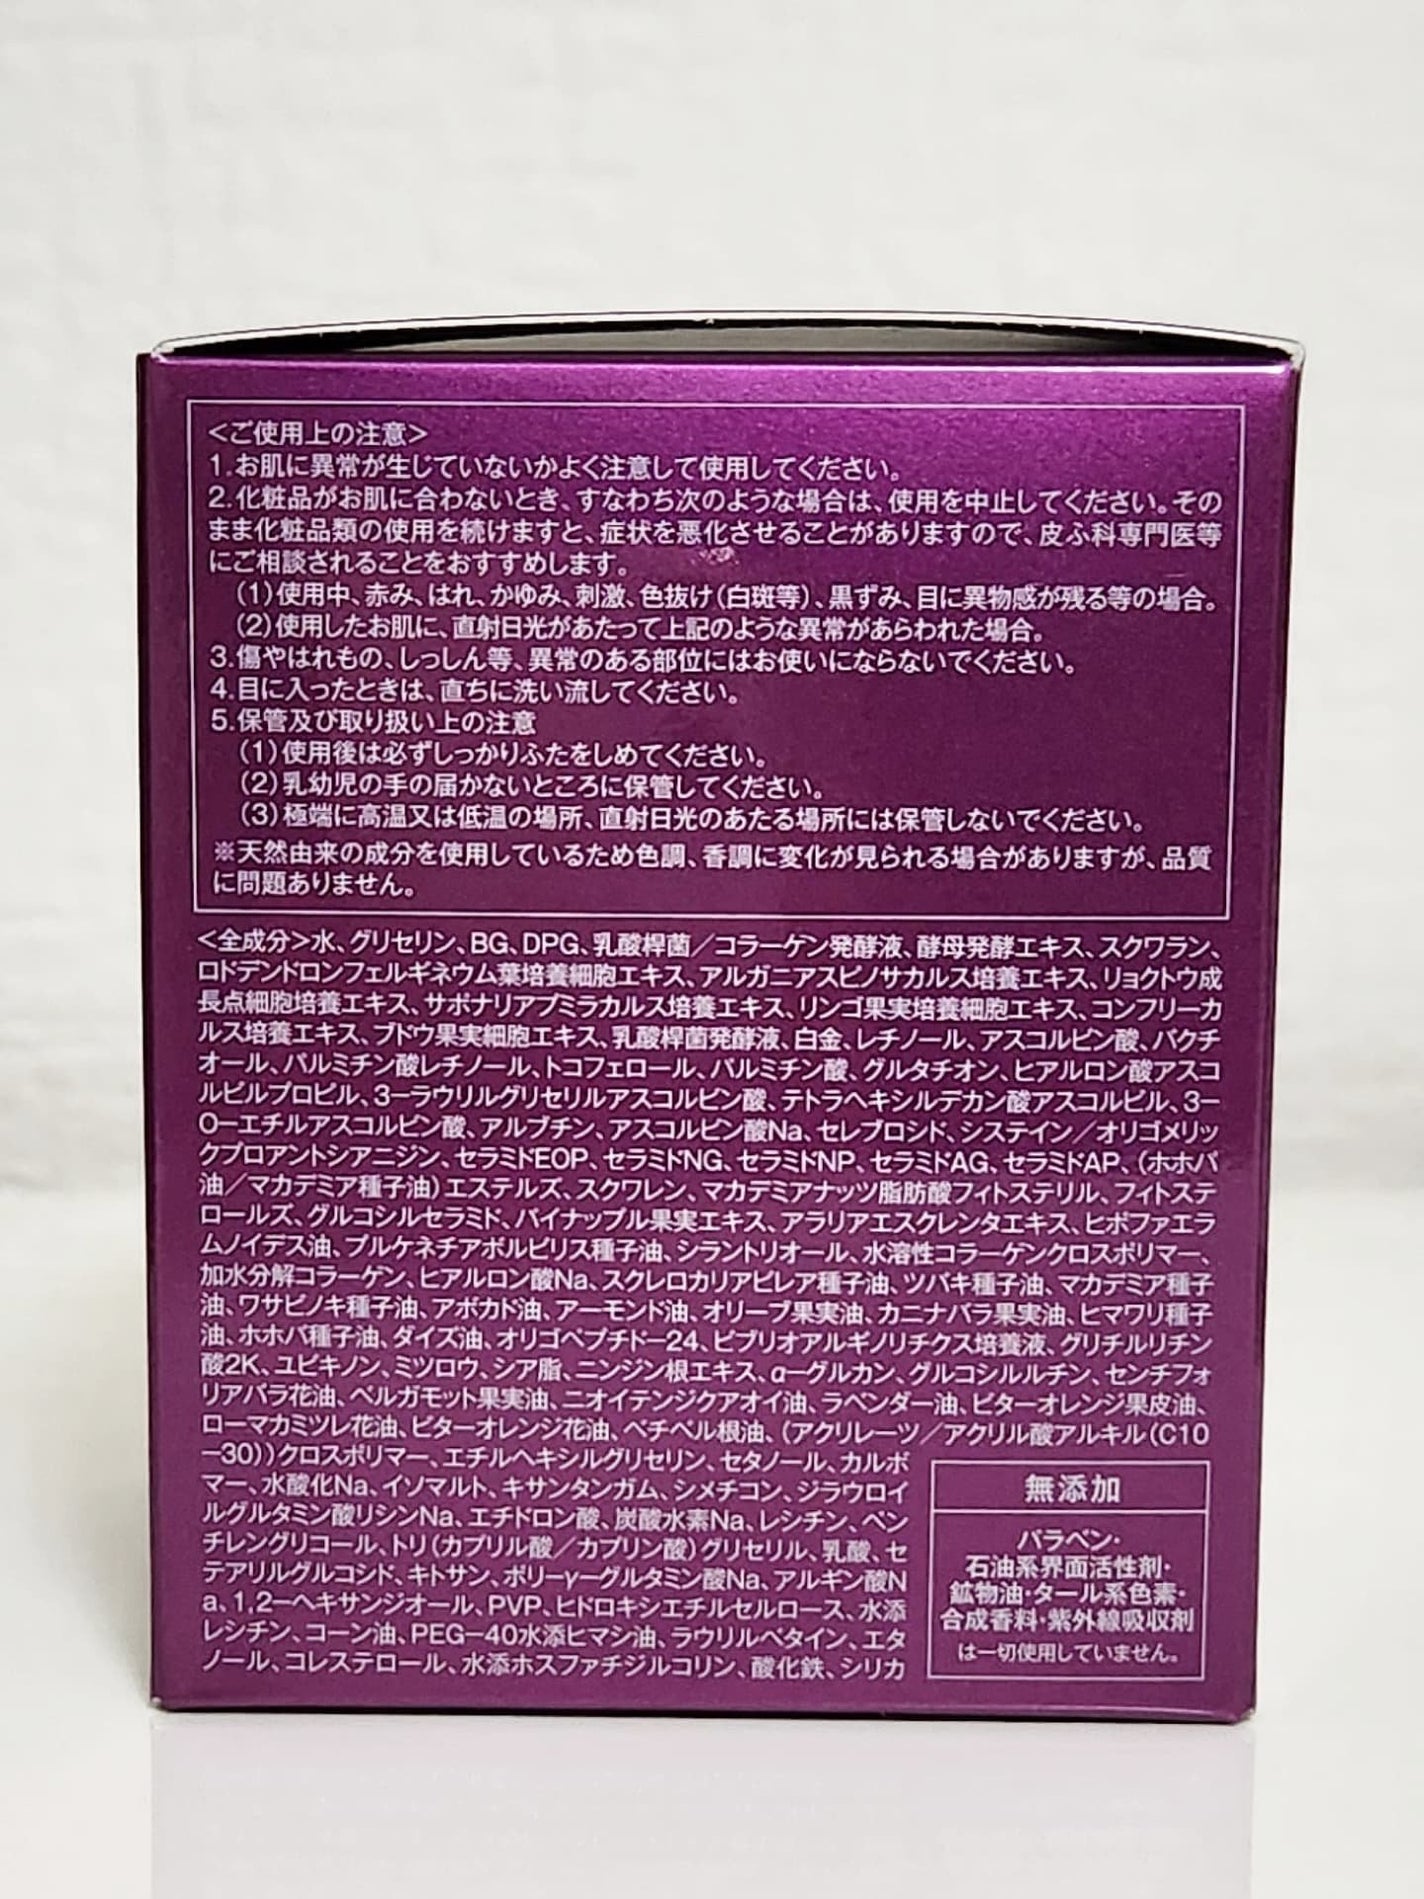 <ご使用上の注意>
1.お肌に異常が生じていないかよく注意して使用してください。
2.化粧品がお肌に合わないとき、すなわち次のような場合は、使用を中止してください。その
まま化粧品類の使用を続けますと、症状を悪化させることがありますので、皮ふ科専門医等
にご相談されることをおすすめします。
(1)使用中、赤み、はれ、かゆみ、刺激、色抜け(白斑等)、黒ずみ、目に異物感が残る等の場合。
(2)使用したお肌に、直射日光があたって上記のような異常があらわれた場合。
3.傷やはれもの、しっしん等、異常のある部位にはお使いにならないでください。
4.目に入ったときは、直ちに洗い流してください。
5.保管及び取り扱い上の注意
(1)使用後は必ずしっかりふたをしめてください。
(2)乳幼児の手の届かないところに保管してください。
(3)極端に高温又は低温の場所、直射日光のあたる場所には保管しないでください。
※天然由来の成分を使用しているため色調、香調に変化が見られる場合がありますが、品質
に問題ありません。
<全成分>水、グリセリン、BG、DPG、乳酸桿菌/コラーゲン発酵液、酵母発酵エキス、スクワラン、
ロドデンドロンフェルギネウム葉培養細胞エキス、アルガニアスピノサカルス培養エキス、リョクトウ成
長点細胞培養エキス、サポナリアプミラカルス培養エキス、リンゴ果実培養細胞エキス、コンフリーカ
ルス培養エキス、ブドウ果実細胞エキス、乳酸桿菌発酵液、白金、レチノール、アスコルビン酸、バクチ
オール、パルミチン酸レチノール、トコフェロール、パルミチン酸、グルタチオン、ヒアルロン酸アスコ
ルビルプロピル、3ーラウリルグリセリルアスコルビン酸、テトラヘキシルデカン酸アスコルビル、3ー
Oーエチルアスコルビン酸、アルブチン、アスコルビン酸Na、セレブロシド、システイン/オリゴメリッ
クプロアントシアニジン、セラミドEOP、セラミドNG、セラミドNP、セラミドAG、セラミドAP、(ホホバ
油/マカデミア種子油)エステルズ、スクワレン、マカデミアナッツ脂肪酸フィトステリル、フィトステ
ロールズ、グルコシルセラミド、パイナップル果実エキス、アラリアエスクレンタエキス、ヒポファエラ
ムノイデス油、プルケネチアボルビリス種子油、シラントリオール、水溶性コラーゲンクロスポリマー、
加水分解コラーゲン、ヒアルロン酸Na、スクレロカリアビレア種子油、ツバキ種子油、マカデミア種子
油、ワサビノキ種子油、アボカド油、アーモンド油、オリーブ果実油、カニナバラ果実油、ヒマワリ種子
油、ホホバ種子油、ダイズ油、オリゴペプチドー24、ビブリオアルギノリチクス培養液、グリチルリチン
酸2K、ユビキノン、ミツロウ、シア脂、ニンジン根エキス、αーグルカン、グルコシルルチン、センチフォ
リアバラ花油、ベルガモット果実油、ニオイテンジクアオイ油、ラベンダー油、ビターオレンジ果皮油、
ローマカミツレ花油、ビターオレンジ花油、ベチベル根油、(アクリレーツ/アクリル酸アルキル(C10
ー30))クロスポリマー、エチルヘキシルグリセリン、セタノール、カルボ
マー、水酸化Na、イソマルト、キサンタンガム、シメチコン、ジラウロイ
ルグルタミン酸リシンNa、エチドロン酸、炭酸水素Na、レシチン、ペン
チレングリコール、トリ(カプリル酸/カプリン酸)グリセリル、乳酸、セ
テアリルグルコシド、キトサン、ポリーγーグルタミン酸Na、アルギン酸N
a、1,2ーヘキサンジオール、PVP、ヒドロキシエチルセルロース、水添
レシチン、コーン油、PEGー40水添ヒマシ油、ラウリルベタイン、エタ
ノール、コレステロール、水添ホスファチジルコリン、酸化鉄、シリカ
無添加
パラベン・
石油系界面活性剤・
鉱物油・タール系色素・
合成香料・紫外線吸収剤
は一切使用していません。